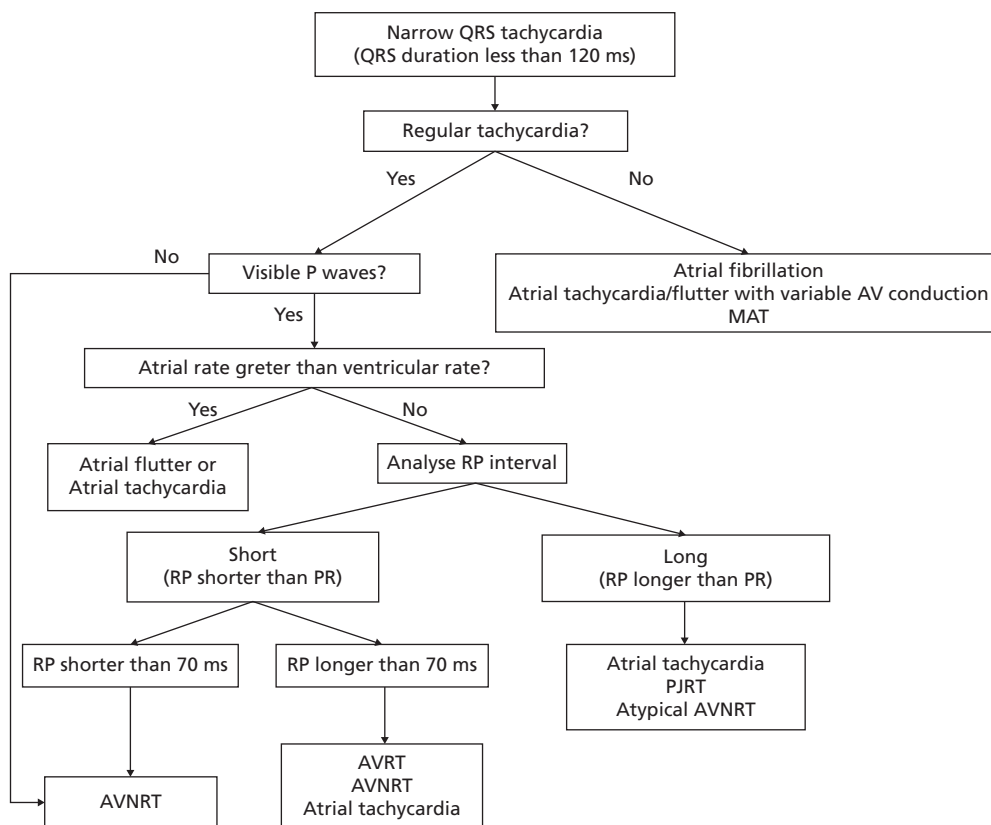 Narrow QRS tachycardia
(QRS duration less than 120 ms)
Regular tachycardia?
Yes
No
No
Visible P waves?
Atrial fibrillation
Atrial tachycardia/flutter with variable AV conduction
MAT
Yes
Atrial rate greter than ventricular rate?
Yes
No
Atrial flutter or
Atrial tachycardia
Analyse RP interval
Short
(RP shorter than PR)
Long
(RP longer than PR)
RP shorter than 70 ms
RP longer than 70 ms
Atrial tachycardia
PJRT
Atypical AVNRT
AVNRT
AVRT
AVNRT
Atrial tachycardia